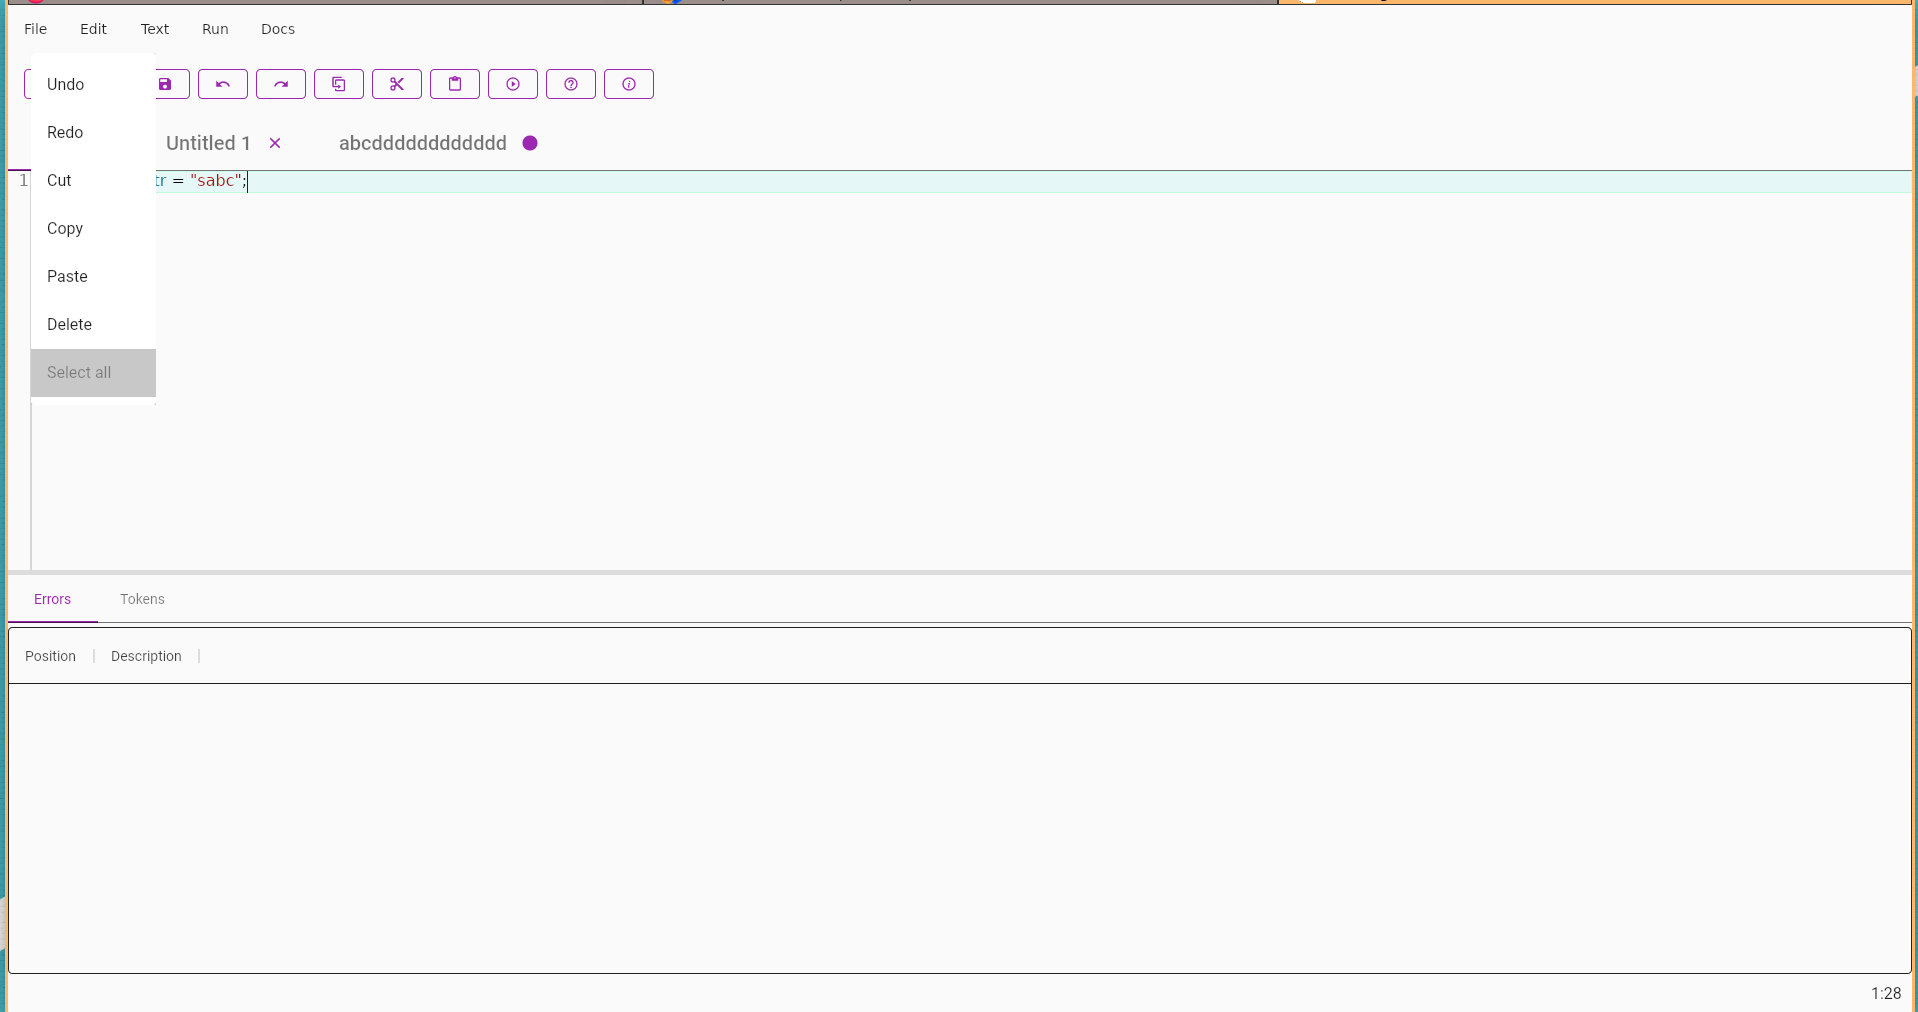 File Edit Text Run Docs
Undo
Redo
Untitled 1 abcddddddddddddd
Cut
1 tr = "sabc";
Copy
Paste
Delete
Select all
Errors Tokens
Position Description
1:28